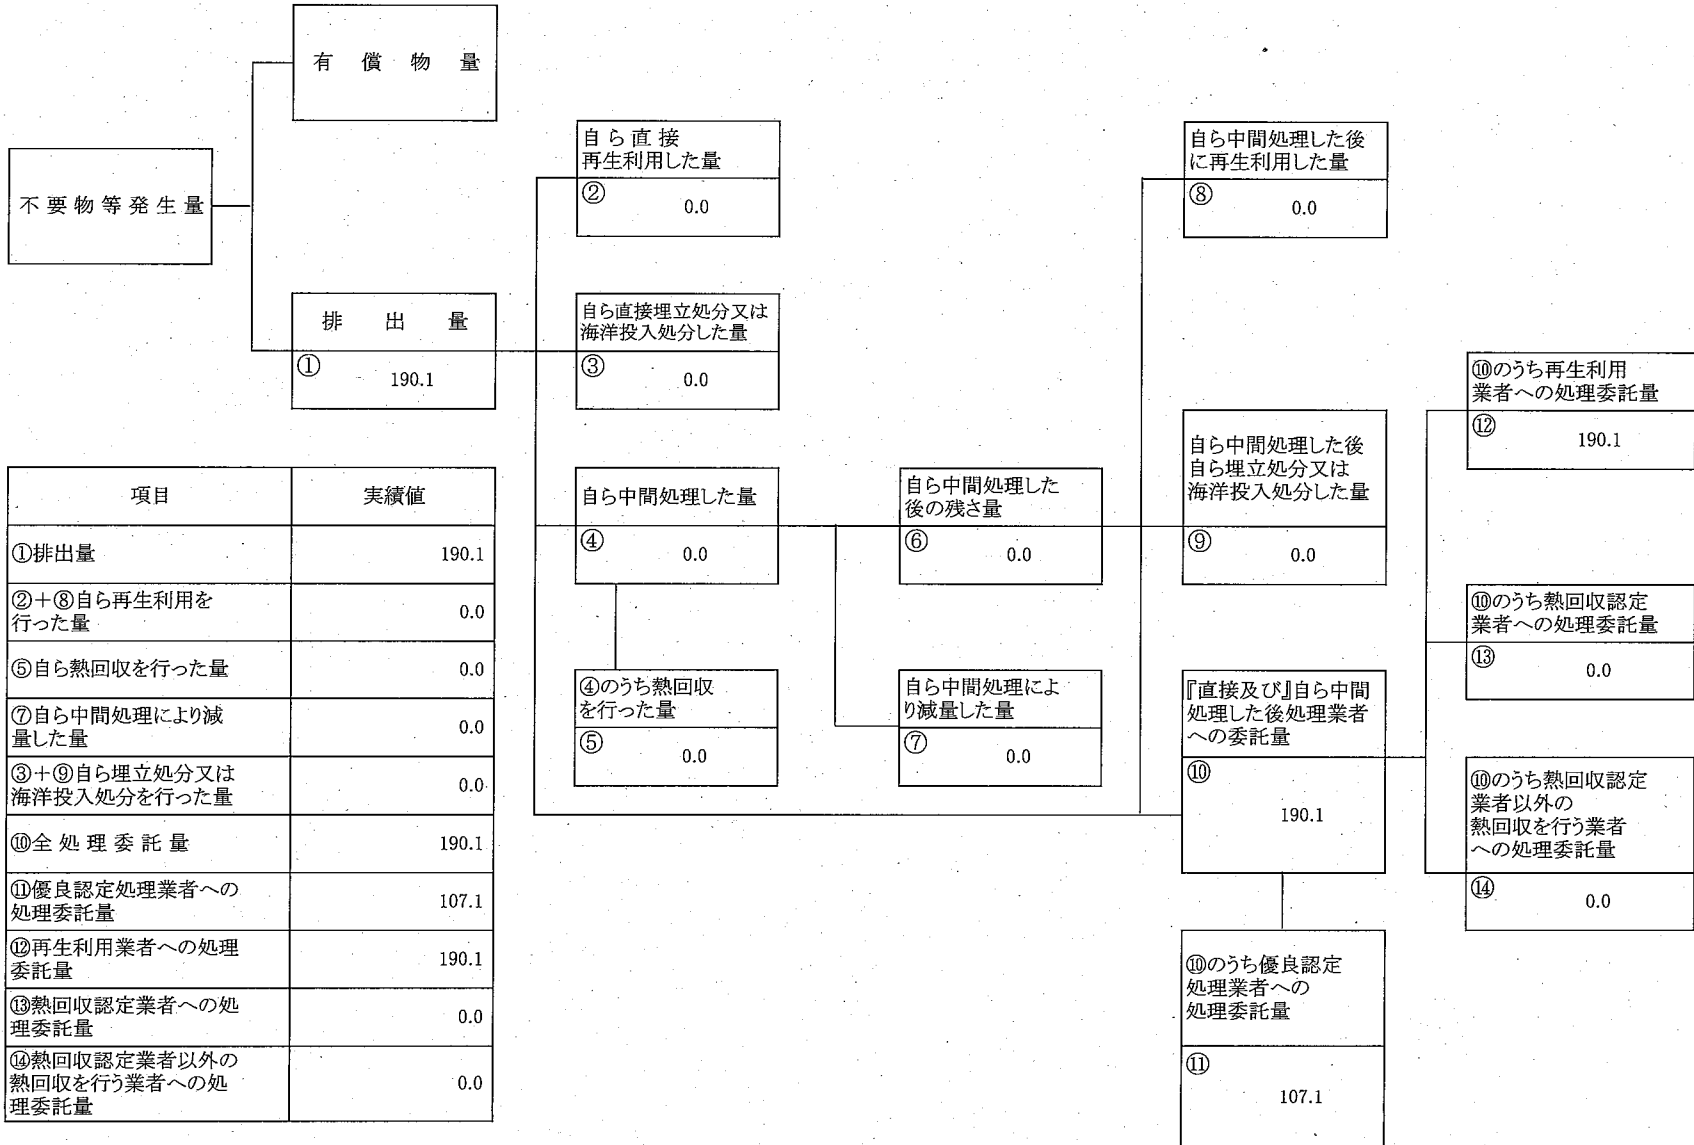 有償物量
不要物等発生量
排出量
①
190.1
自ら直接
再生利用した量
②
0.0
自ら直接埋立処分又は
海洋投入処分した量
③
0.0
自ら中間処理した量
④
0.0
④のうち熱回収
を行った量
⑤
0.0
自ら中間処理した
後の残さ量
⑥
0.0
自ら中間処理によ
り減量した量
⑦
0.0
自ら中間処理した後
に再生利用した量
⑧
0.0
自ら中間処理した後
自ら埋立処分又は
海洋投入処分した量
⑨
0.0
『直接及び』自ら中間
処理した後処理業者
への委託量
⑩
190.1
⑩のうち優良認定
処理業者への
処理委託量
⑪
107.1
⑩のうち再生利用
業者への処理委託量
⑫
190.1
⑩のうち熱回収認定
業者への処理委託量
⑬
0.0
⑩のうち熱回収認定
業者以外の
熱回収を行う業者
への処理委託量
⑭
0.0
項目 実績値
①排出量 190.1
②+⑧自ら再生利用を
行った量 0.0
⑤自ら熱回収を行った量 0.0
⑦自ら中間処理により減
量した量 0.0
③+⑨自ら埋立処分又は
海洋投入処分を行った量 0.0
⑩全処理委託量 190.1
⑪優良認定処理業者への
処理委託量 107.1
⑫再生利用業者への処理
委託量 190.1
⑬熱回収認定業者への処
理委託量 0.0
⑭熱回収認定業者以外の
熱回収を行う業者への処
理委託量 0.0